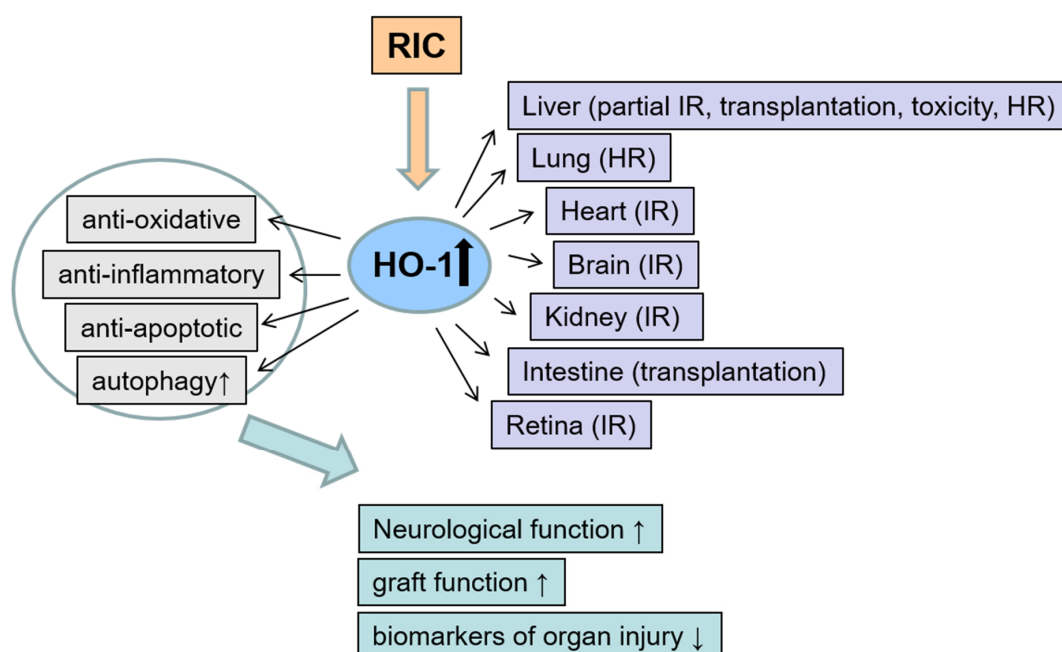 RIC
Liver (partial IR, transplantation, toxicity, HR)
Lung (HR)
Heart (IR)
Brain (IR)
Kidney (IR)
Intestine (transplantation)
Retina (IR)
HO-1
anti-oxidative
anti-inflammatory
anti-apoptotic
autophagy↑
Neurological function ↑
graft function ↑
biomarkers of organ injury ↓